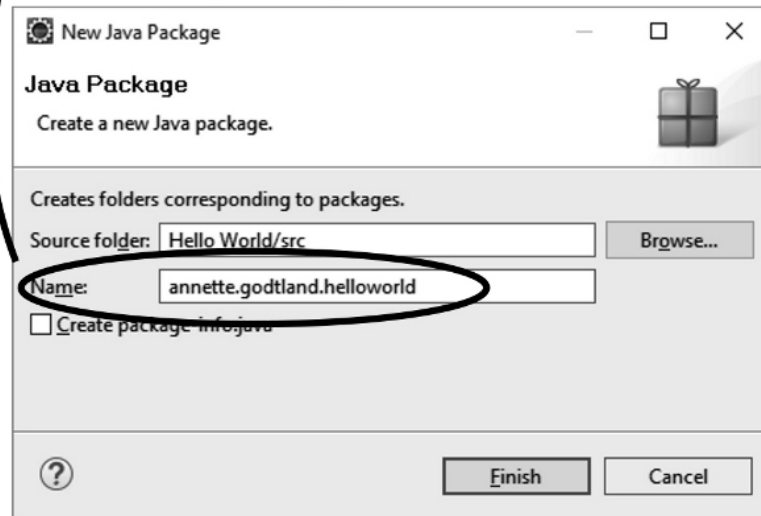 New Java Package
Java Package
Create a new Java package.
Creates folders corresponding to packages.
Source folder: Hello World/src Browse...
Name: annette.godtland.helloworld
Create package-info.java
? Finish Cancel